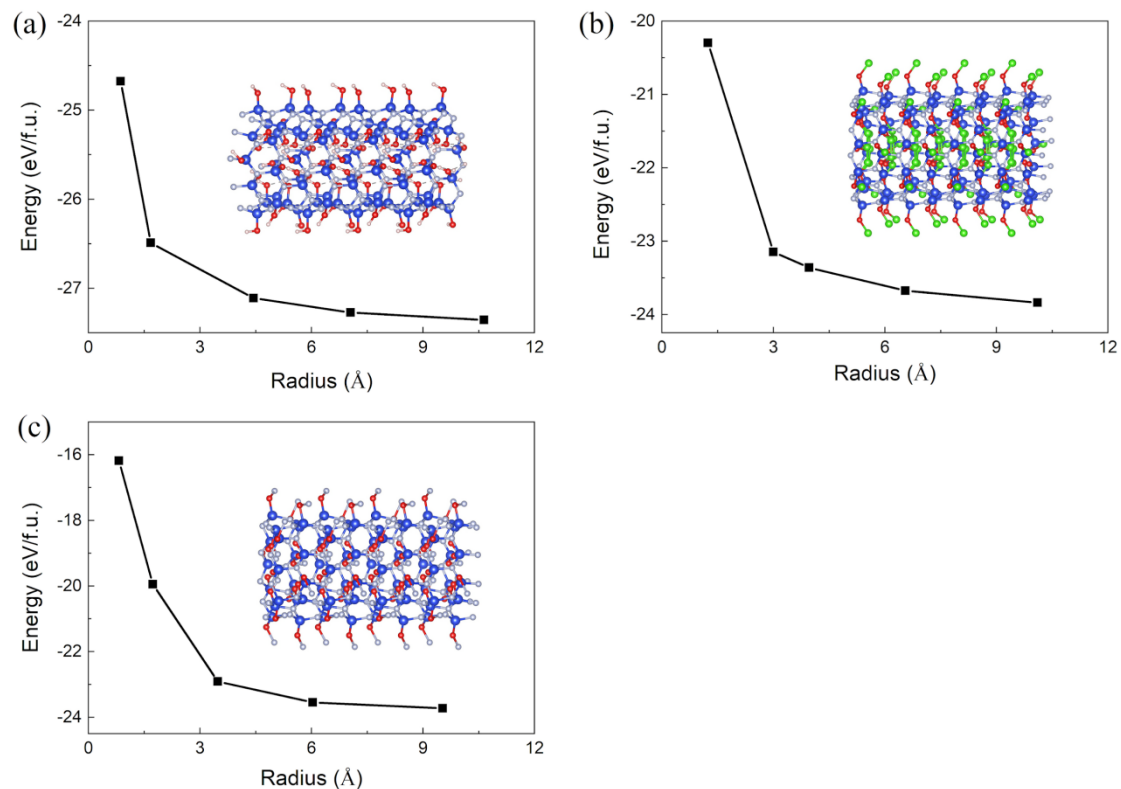 (a)
-24
-25
-26
-27
Energy (eV/f.u.)
0 3 6 9 12
Radius (Å)
(b)
-20
-21
-22
-23
-24
Energy (eV/f.u.)
0 3 6 9 12
Radius (Å)
(c)
-16
-18
-20
-22
-24
Energy (eV/f.u.)
0 3 6 9 12
Radius (Å)